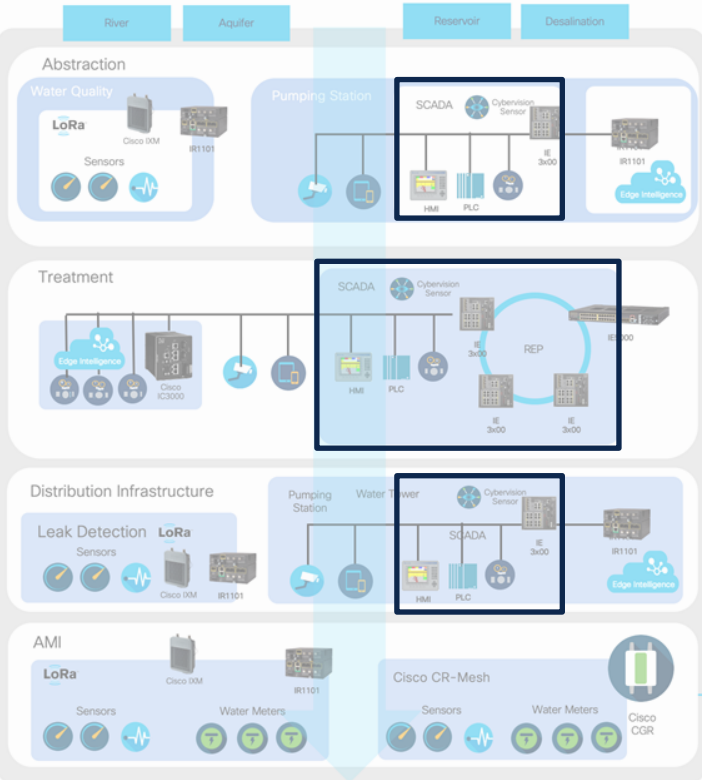 River
Aquifer
Reservoir
Desalination
Abstraction
Water Quality
LoRa
Cisco IXM
IR1101
Sensors
Pumping Station
SCADA
Cybervision
Sensor
IE
3x00
HMI
PLC
IR1101
Edge Intelligence
Treatment
Edge Intelligence
Cisco
IC3000
SCADA
Cybervision
Sensor
HMI
PLC
IE
3x00
REP
IE
3x00
IE
3x00
Distribution Infrastructure
Leak Detection
LoRa
Sensors
Cisco IXM
IR1101
Pumping
Station
Water Tower
Cybervision
Sensor
SCADA
IE
3x00
HMI
PLC
IR1101
Edge Intelligence
AMI
LoRa
Cisco IXM
IR1101
Sensors
Water Meters
Cisco CR-Mesh
Sensors
Water Meters
Cisco
CGR